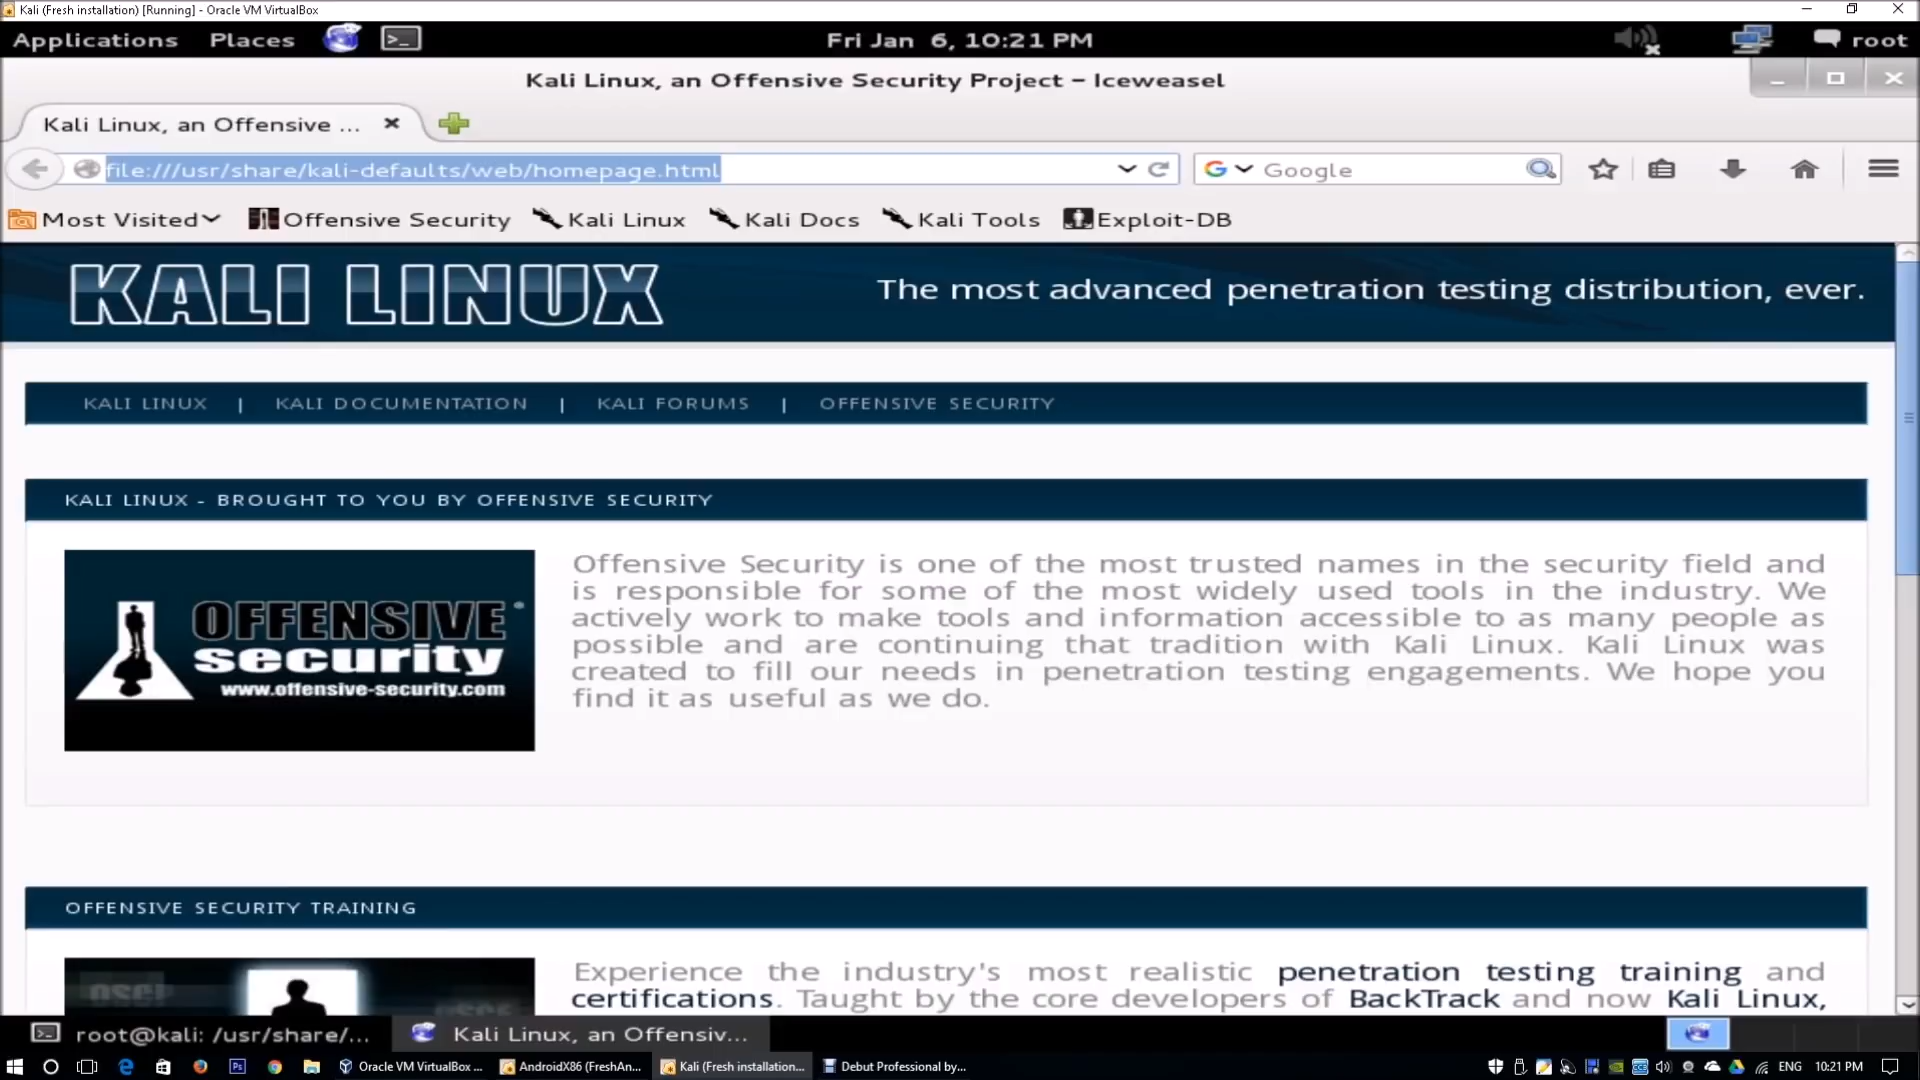 Kali (Fresh installation) [Running] - Oracle VM VirtualBox
Applications Places Fri Jan 6, 10:21 PM root
Kali Linux, an Offensive Security Project – Iceweasel
Kali Linux, an Offensive ...
file:///usr/share/kali-defaults/web/homepage.html Google
Most Visited Offensive Security Kali Linux Kali Docs Kali Tools Exploit-DB
KALI LINUX The most advanced penetration testing distribution, ever.
KALI LINUX | KALI DOCUMENTATION | KALI FORUMS | OFFENSIVE SECURITY
KALI LINUX - BROUGHT TO YOU BY OFFENSIVE SECURITY
OFFENSIVE
security
www.offensive-security.com
Offensive Security is one of the most trusted names in the security field and
is responsible for some of the most widely used tools in the industry. We
actively work to make tools and information accessible to as many people as
possible and are continuing that tradition with Kali Linux. Kali Linux was
created to fill our needs in penetration testing engagements. We hope you
find it as useful as we do.
OFFENSIVE SECURITY TRAINING
Experience the industry's most realistic penetration testing training and
certifications. Taught by the core developers of BackTrack and now Kali Linux,
root@kali: /usr/share/... Kali Linux, an Offensiv...
Oracle VM VirtualBox ... AndroidX86 (FreshAn... Kali (Fresh installation... Debut Professional by... ENG 10:21 PM